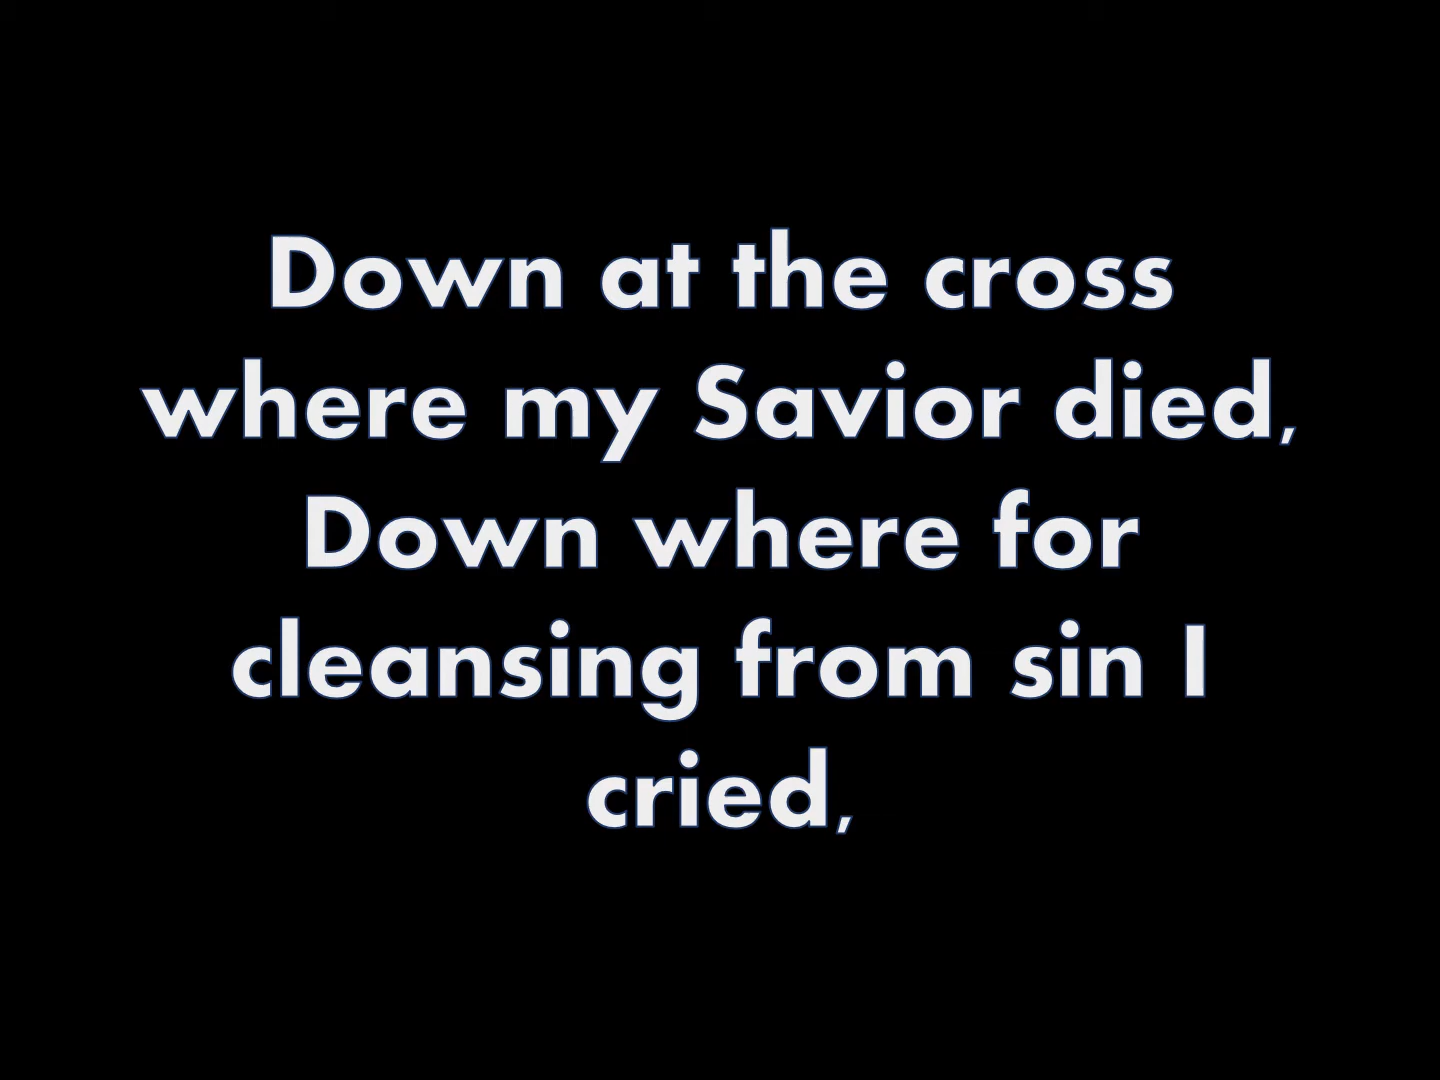 Down at the cross
where my Savior died,
Down where for
cleansing from sin I
cried,